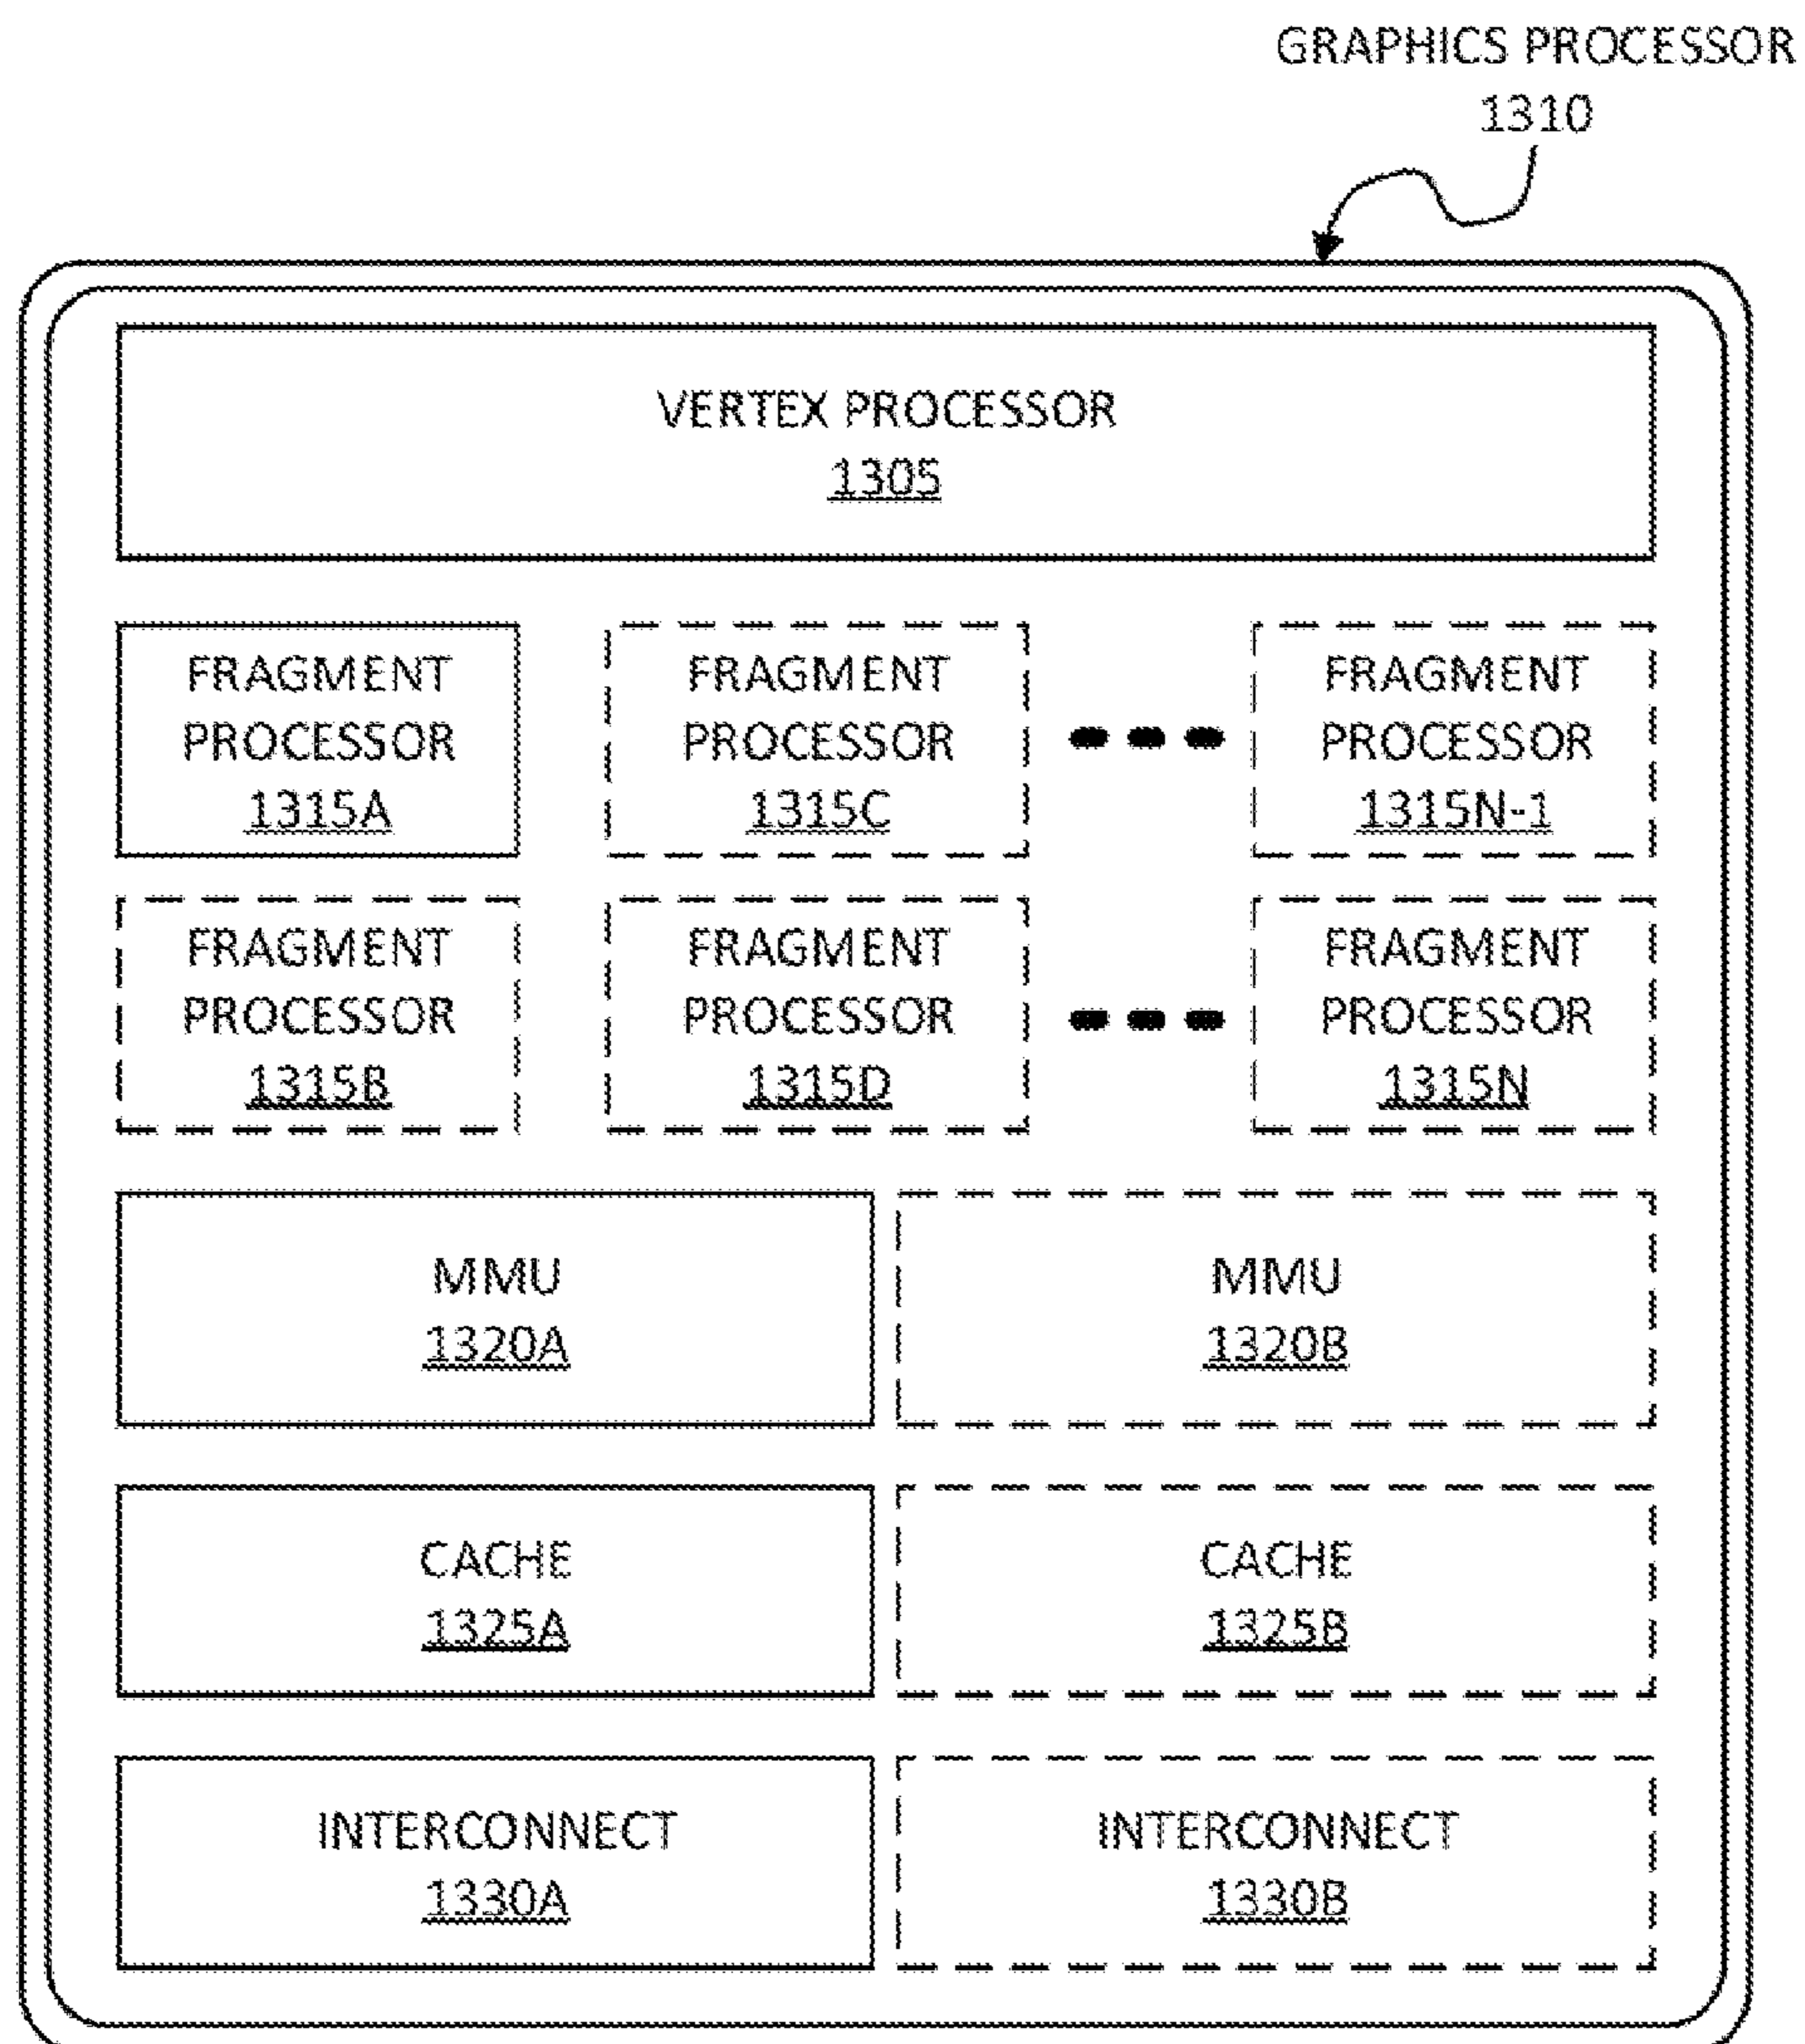 GRAPHICS PROCESSOR
1310
VERTEX PROCESSOR
1305
FRAGMENT
PROCESSOR
1315A
FRAGMENT
PROCESSOR
1315C
FRAGMENT
PROCESSOR
1315N-1
FRAGMENT
PROCESSOR
1315B
FRAGMENT
PROCESSOR
1315D
FRAGMENT
PROCESSOR
1315N
MMU
1320A
MMU
1320B
CACHE
1325A
CACHE
1325B
INTERCONNECT
1330A
INTERCONNECT
1330B